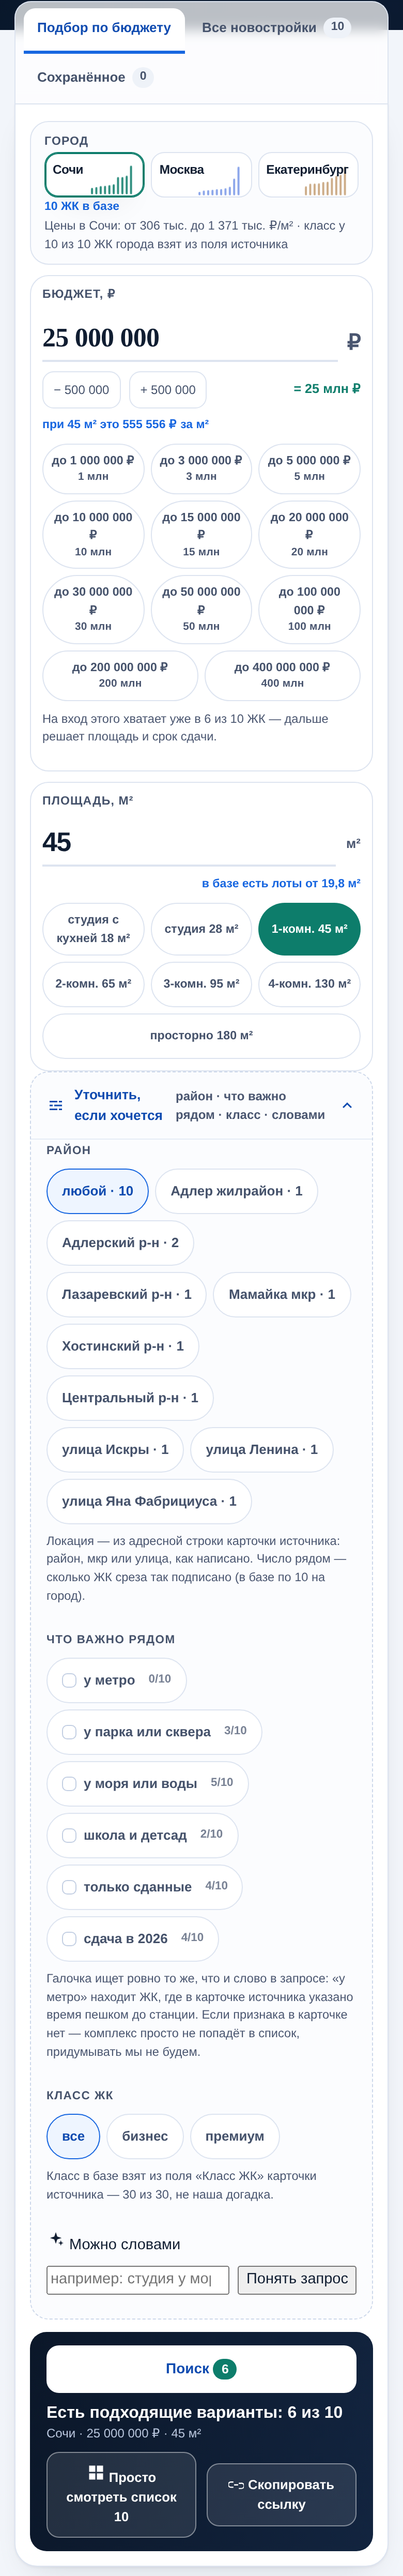 Подбор по бюджету
Все новостройки 10
Сохранённое 0
ГОРОД
Сочи
Москва
Екатеринбург
10 ЖК в базе
Цены в Сочи: от 306 тыс. до 1 371 тыс. ₽/м² · класс у
10 из 10 ЖК города взят из поля источника
БЮДЖЕТ, ₽
25 000 000 ₽
− 500 000
+ 500 000
= 25 млн ₽
при 45 м² это 555 556 ₽ за м²
до 1 000 000 ₽
1 млн
до 3 000 000 ₽
3 млн
до 5 000 000 ₽
5 млн
до 10 000 000
₽
10 млн
до 15 000 000
₽
15 млн
до 20 000 000
₽
20 млн
до 30 000 000
₽
30 млн
до 50 000 000
₽
50 млн
до 100 000
000 ₽
100 млн
до 200 000 000 ₽
200 млн
до 400 000 000 ₽
400 млн
На вход этого хватает уже в 6 из 10 ЖК — дальше
решает площадь и срок сдачи.
ПЛОЩАДЬ, М²
45 м²
в базе есть лоты от 19,8 м²
студия с
кухней 18 м²
студия 28 м²
1-комн. 45 м²
2-комн. 65 м²
3-комн. 95 м²
4-комн. 130 м²
просторно 180 м²
Уточнить,
если хочется
район · что важно
рядом · класс · словами
РАЙОН
любой · 10
Адлер жилрайон · 1
Адлерский р-н · 2
Лазаревский р-н · 1
Мамайка мкр · 1
Хостинский р-н · 1
Центральный р-н · 1
улица Искры · 1
улица Ленина · 1
улица Яна Фабрициуса · 1
Локация — из адресной строки карточки источника:
район, мкр или улица, как написано. Число рядом —
сколько ЖК среза так подписано (в базе по 10 на
город).
ЧТО ВАЖНО РЯДОМ
у метро 0/10
у парка или сквера 3/10
у моря или воды 5/10
школа и детсад 2/10
только сданные 4/10
сдача в 2026 4/10
Галочка ищет ровно то же, что и слово в запросе: «у
метро» находит ЖК, где в карточке источника указано
время пешком до станции. Если признака в карточке
нет — комплекс просто не попадёт в список,
придумывать мы не будем.
КЛАСС ЖК
все
бизнес
премиум
Класс в базе взят из поля «Класс ЖК» карточки
источника — 30 из 30, не наша догадка.
Можно словами
например: студия у мор
Понять запрос
Поиск 6
Есть подходящие варианты: 6 из 10
Сочи · 25 000 000 ₽ · 45 м²
Просто
смотреть список
10
Скопировать
ссылку